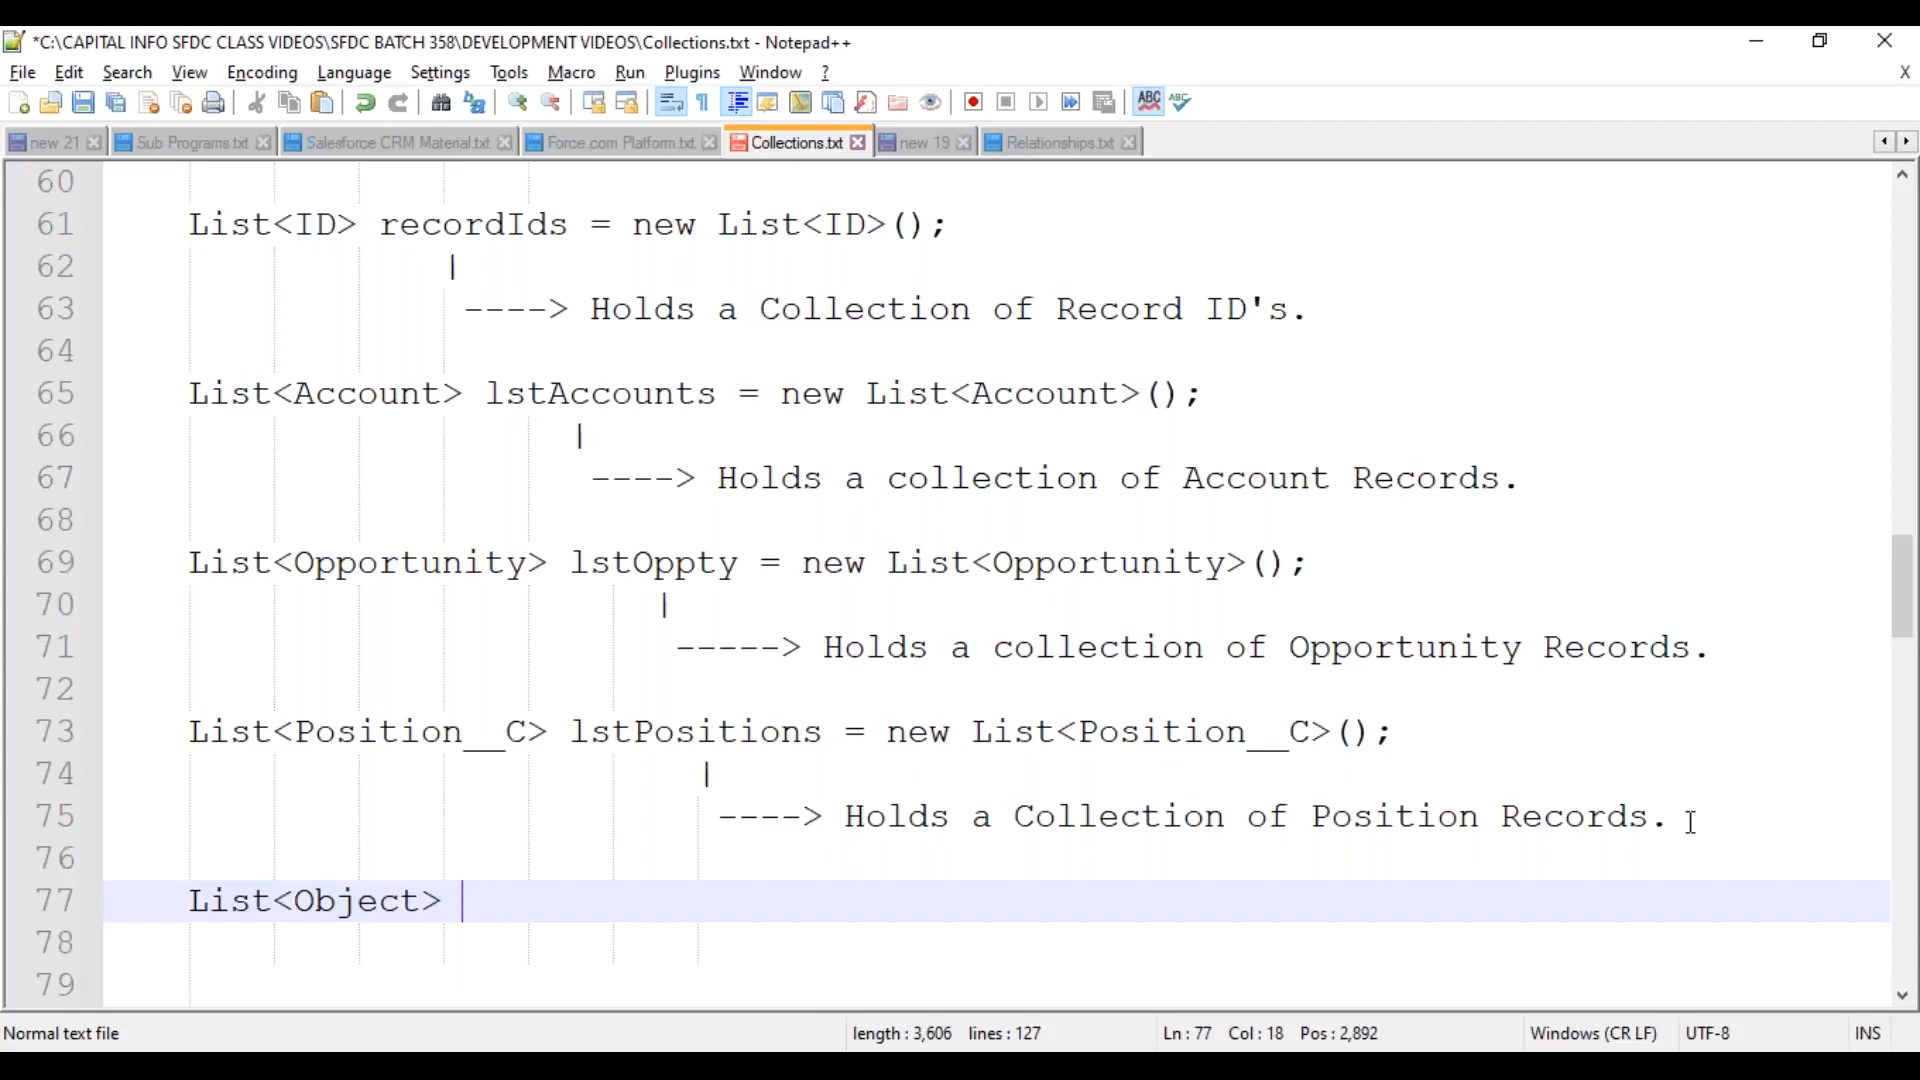 *C:\CAPITAL INFO SFDC CLASS VIDEOS\SFDC BATCH 358\DEVELOPMENT VIDEOS\Collections.txt - Notepad++
File Edit Search View Encoding Language Settings Tools Macro Run Plugins Window ? X
new 21 Sub Programs.txt Salesforce CRM Material.txt Force.com Platform.txt Collections.txt new 19 Relationships.txt
60
61 List<ID> recordIds = new List<ID>();
62 |
63 ----> Holds a Collection of Record ID's.
64
65 List<Account> lstAccounts = new List<Account>();
66 |
67 ----> Holds a collection of Account Records.
68
69 List<Opportunity> lstOppty = new List<Opportunity>();
70 |
71 -----> Holds a collection of Opportunity Records.
72
73 List<Position__C> lstPositions = new List<Position__C>();
74 |
75 ----> Holds a Collection of Position Records.
76
77 List<Object>
78
79
Normal text file length : 3,606 lines : 127 Ln : 77 Col : 18 Pos : 2,892 Windows (CR LF) UTF-8 INS